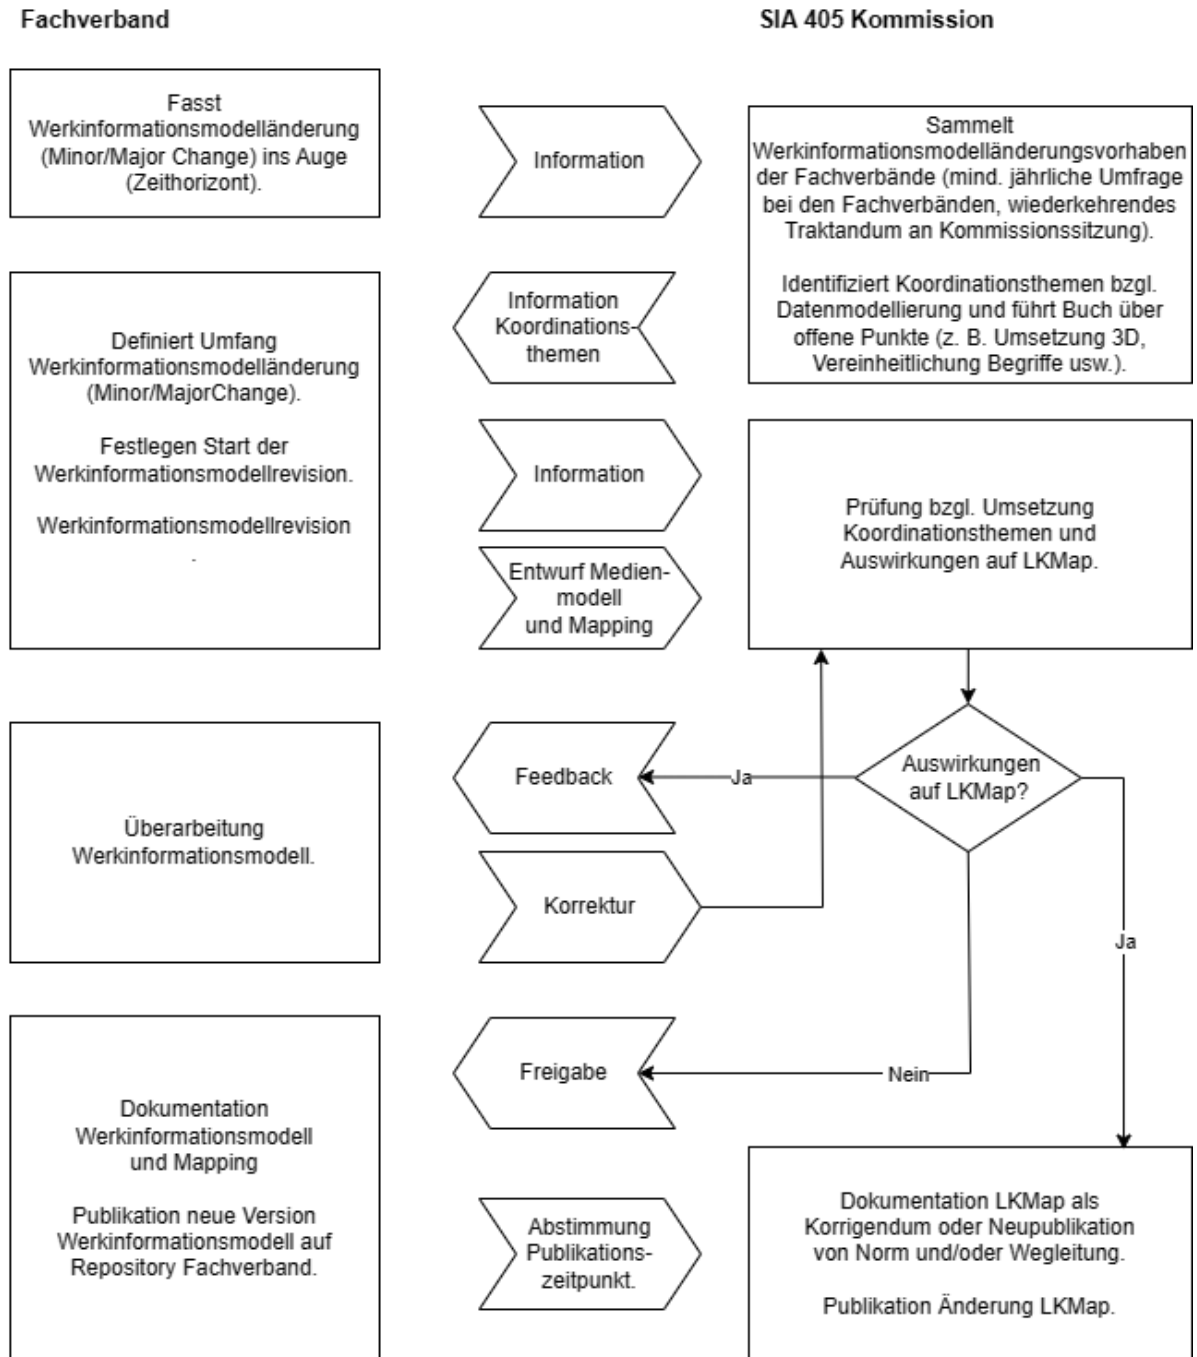 Fachverband
SIA 405 Kommission
Fasst
Werkinformationsmodelländerung
(Minor/Major Change) ins Auge
(Zeithorizont).
Information
Sammelt
Werkinformationsmodelländerungsvorhaben
der Fachverbände (mind. jährliche Umfrage
bei den Fachverbänden, wiederkehrendes
Traktandum an Kommissionssitzung).
Identifiziert Koordinationsthemen bzgl.
Datenmodellierung und führt Buch über
offene Punkte (z. B. Umsetzung 3D,
Vereinheitlichung Begriffe usw.).
Definiert Umfang
Werkinformationsmodelländerung
(Minor/MajorChange).
Festlegen Start der
Werkinformationsmodellrevision.
Werkinformationsmodellrevision
.
Information
Koordinations-
themen
Information
Entwurf Medien-
modell
und Mapping
Prüfung bzgl. Umsetzung
Koordinationsthemen und
Auswirkungen auf LKMap.
Auswirkungen
auf LKMap?
Ja
Feedback
Überarbeitung
Werkinformationsmodell.
Korrektur
Ja
Freigabe
Nein
Dokumentation
Werkinformationsmodell
und Mapping
Publikation neue Version
Werkinformationsmodell auf
Repository Fachverband.
Abstimmung
Publikations-
zeitpunkt.
Dokumentation LKMap als
Korrigendum oder Neupublikation
von Norm und/oder Wegleitung.
Publikation Änderung LKMap.